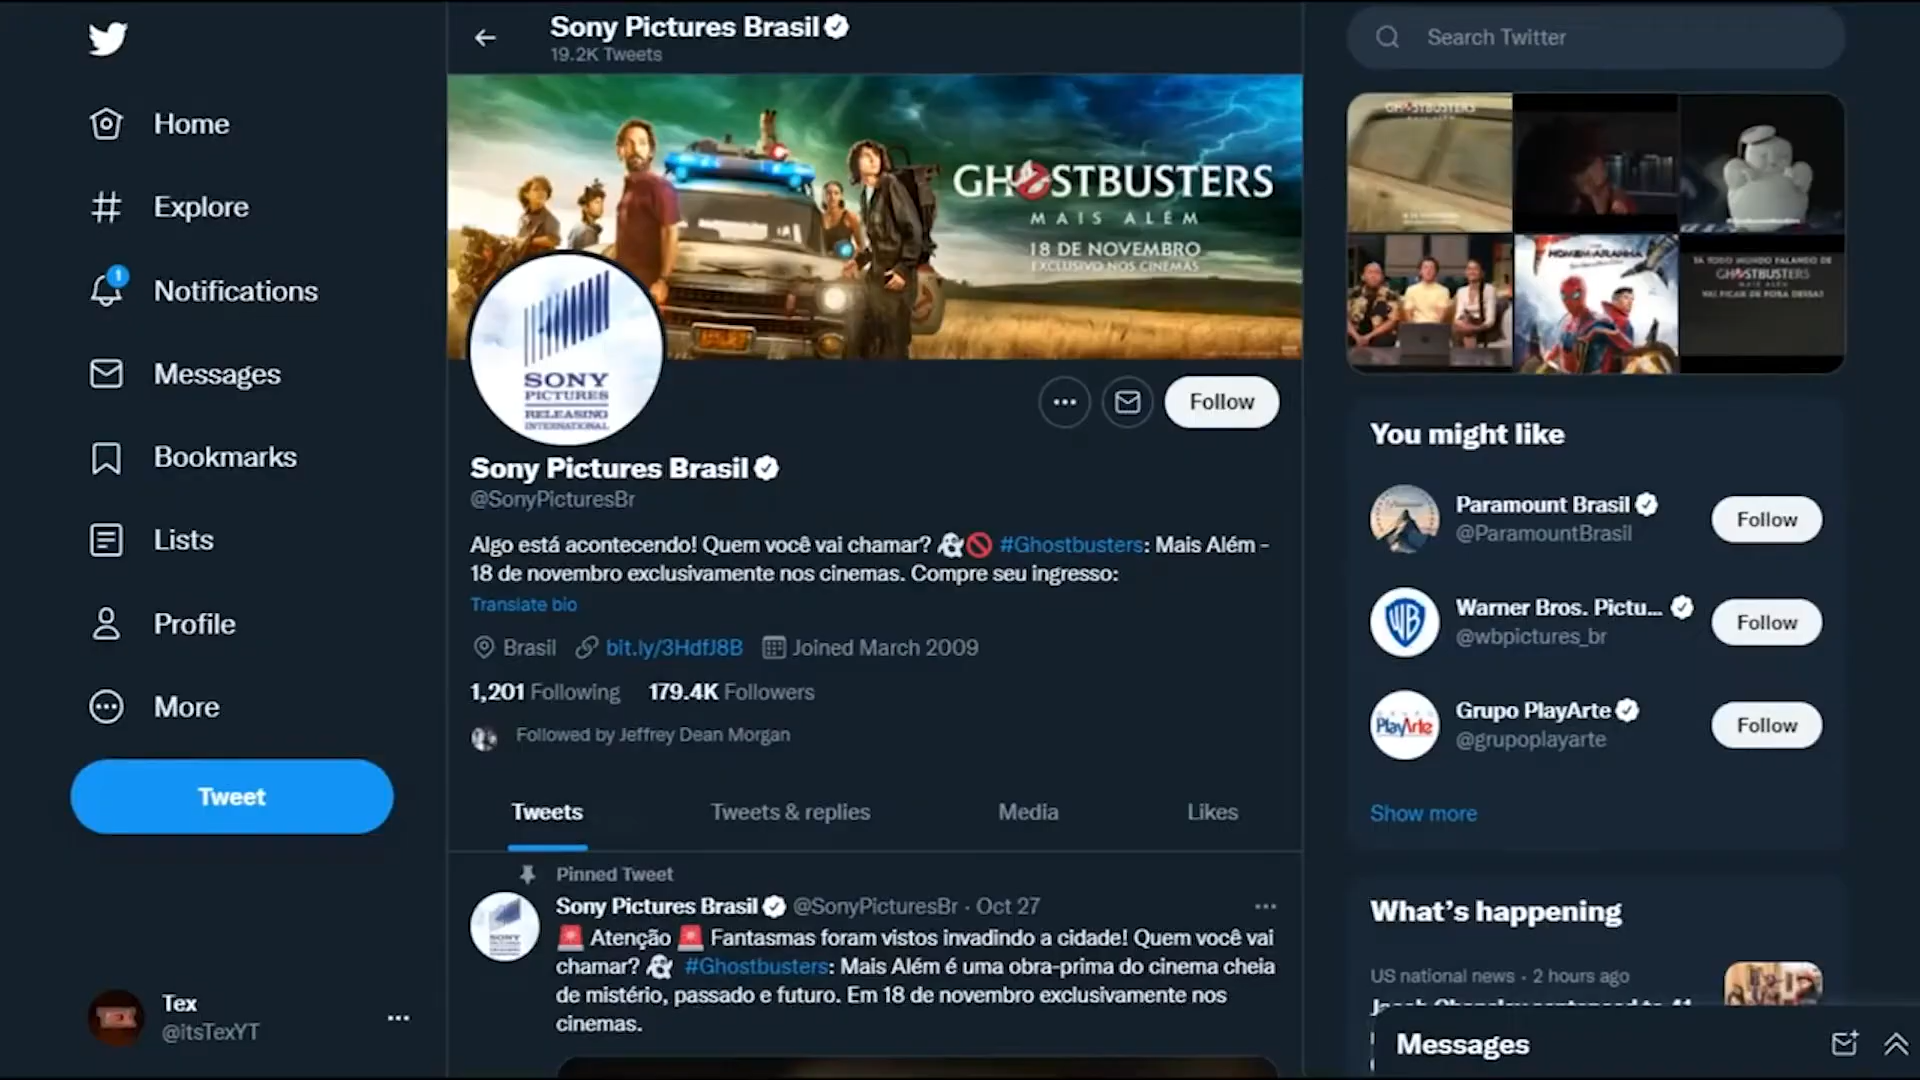 Sony Pictures Brasil
19.2K Tweets
Search Twitter
Home
Explore
1
Notifications
Messages
Bookmarks
Lists
Profile
More
Tweet
Tex
@itsTexYT
GHOSTBUSTERS
MAIS ALÉM
18 DE NOVEMBRO
EXCLUSIVO NOS CINEMAS
SONY
PICTURES
RELEASING
INTERNATIONAL
Follow
Sony Pictures Brasil
@SonyPicturesBr
Algo está acontecendo! Quem você vai chamar? 👻🚫 #Ghostbusters: Mais Além -
18 de novembro exclusivamente nos cinemas. Compre seu ingresso:
Translate bio
Brasil bit.ly/3HdfJ8B Joined March 2009
1,201 Following 179.4K Followers
Followed by Jeffrey Dean Morgan
Tweets Tweets & replies Media Likes
Pinned Tweet
Sony Pictures Brasil @SonyPicturesBr · Oct 27
🚨 Atenção 🚨 Fantasmas foram vistos invadindo a cidade! Quem você vai
chamar? 👻 #Ghostbusters: Mais Além é uma obra-prima do cinema cheia
de mistério, passado e futuro. Em 18 de novembro exclusivamente nos
cinemas.
GHOSTBUSTERS
MAIS ALÉM
HOMEM-ARANHA
TÁ TODO MUNDO FALANDO DE
GHOSTBUSTERS
MAIS ALÉM
VAI FICAR DE FORA DESSA?
You might like
Paramount Brasil
@ParamountBrasil
Follow
WB
Warner Bros. Pictu...
@wbpictures_br
Follow
PlayArte
Grupo PlayArte
@grupoplayarte
Follow
Show more
What's happening
US national news · 2 hours ago
Messages